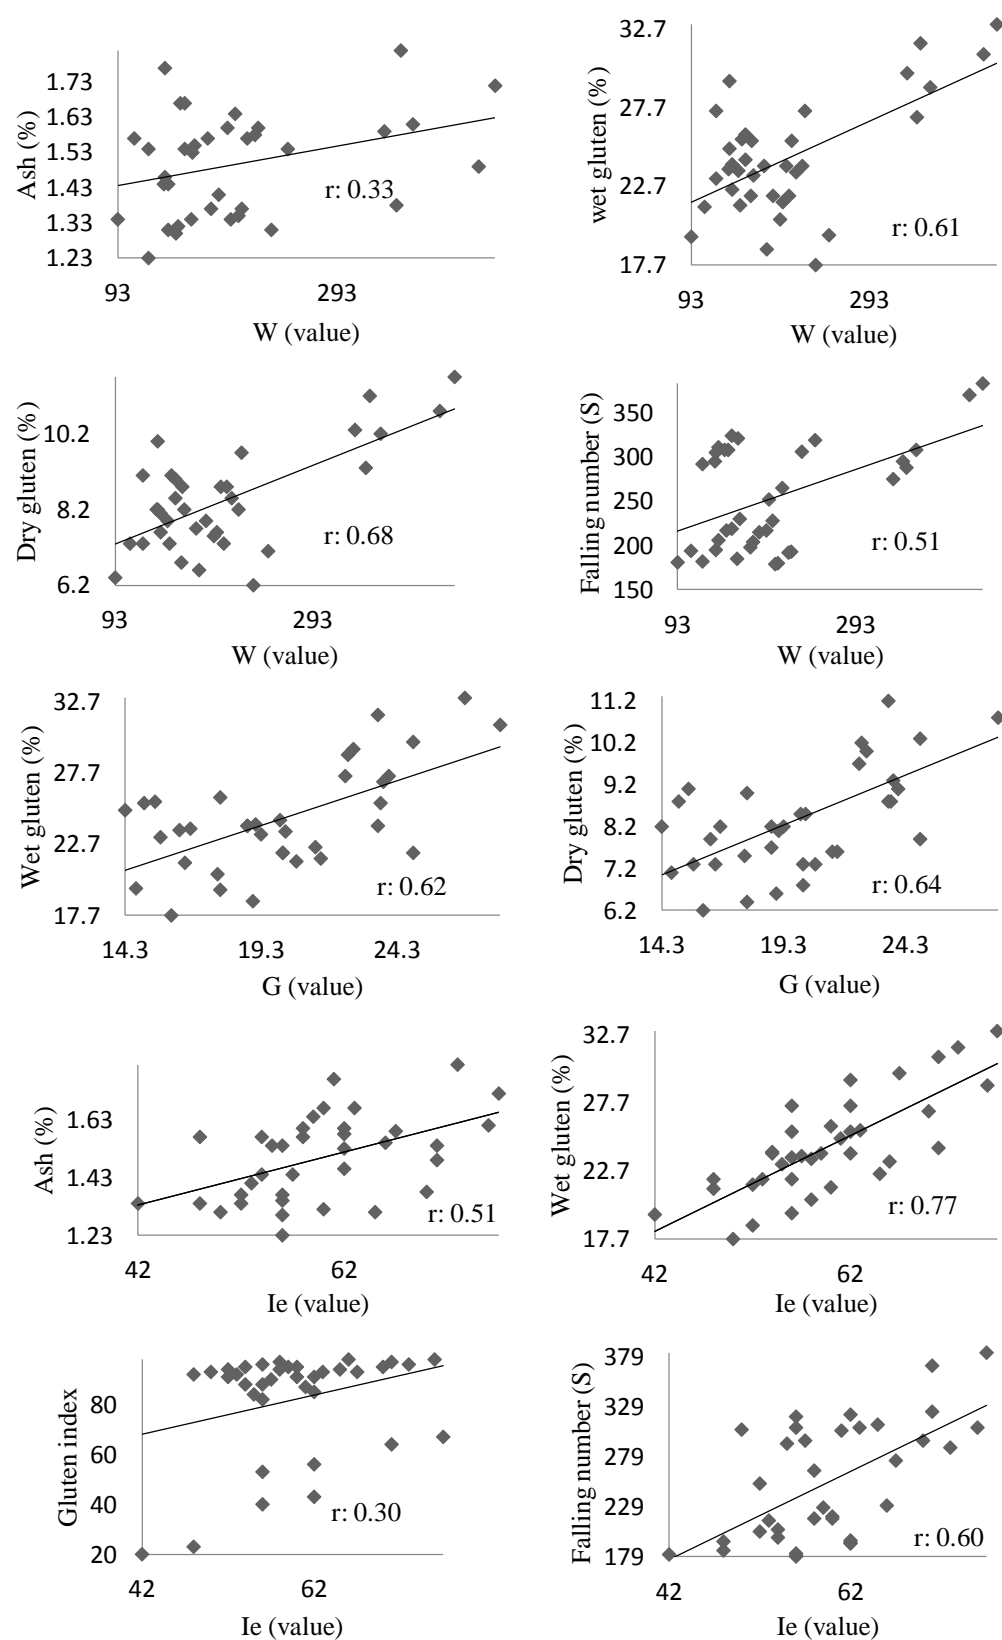 Ash (%)
1.73
1.63
1.53
1.43
1.33
1.23
r: 0.33
93 293
W (value)
wet gluten (%)
32.7
27.7
22.7
17.7
r: 0.61
93 293
W (value)
Dry gluten (%)
10.2
8.2
6.2
r: 0.68
93 293
W (value)
Falling number (S)
350
300
250
200
150
r: 0.51
93 293
W (value)
Wet gluten (%)
32.7
27.7
22.7
17.7
r: 0.62
14.3 19.3 24.3
G (value)
Dry gluten (%)
11.2
10.2
9.2
8.2
7.2
6.2
r: 0.64
14.3 19.3 24.3
G (value)
Ash (%)
1.63
1.43
1.23
r: 0.51
42 62
Ie (value)
Wet gluten (%)
32.7
27.7
22.7
17.7
r: 0.77
42 62
Ie (value)
Gluten index
80
60
40
20
r: 0.30
42 62
Ie (value)
Falling number (S)
379
329
279
229
179
r: 0.60
42 62
Ie (value)